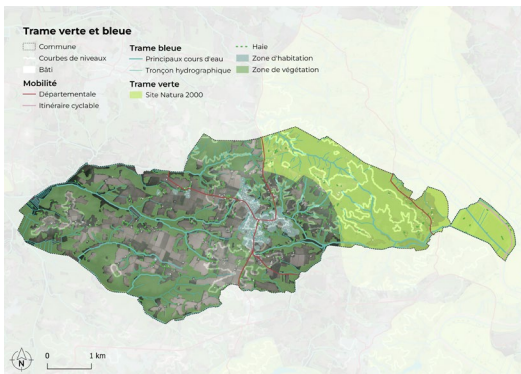 Trame verte et bleue
Commune
Courbes de niveaux
Bâti
Mobilité
Départementale
Itinéraire cyclable
Trame bleue
Principaux cours d'eau
Tronçon hydrographique
Trame verte
Site Natura 2000
Haie
Zone d'habitation
Zone de végétation
N
0 1 km